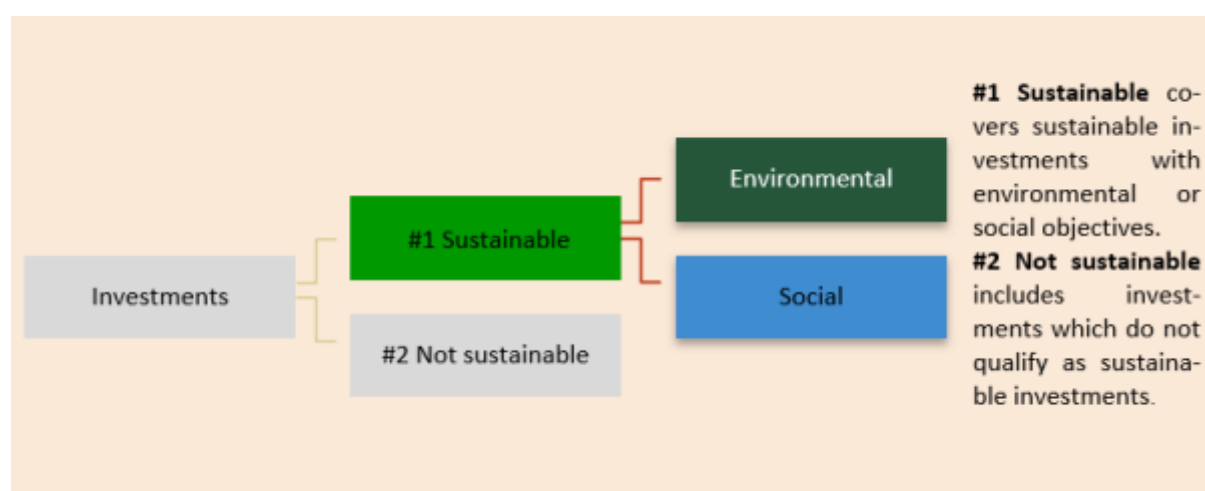 Investments
#1 Sustainable
#2 Not sustainable
Environmental
Social
#1 Sustainable co-
vers sustainable in-
vestments with
environmental or
social objectives.
#2 Not sustainable
includes invest-
ments which do not
qualify as sustaina-
ble investments.